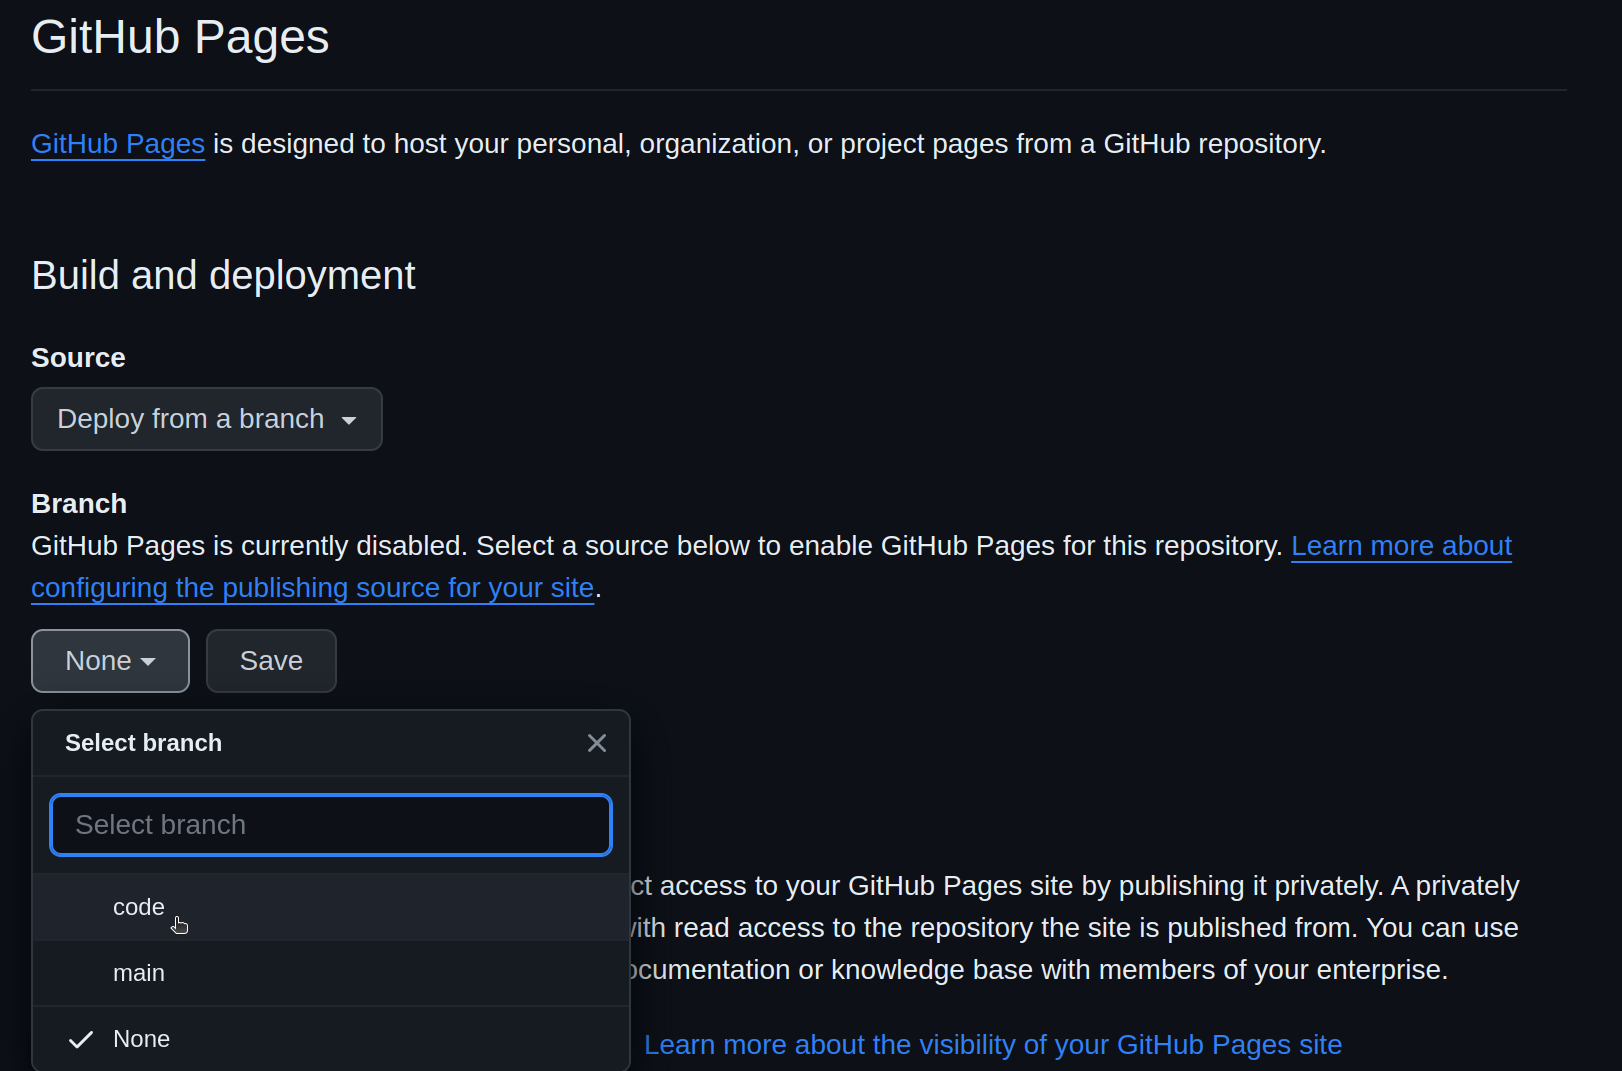 GitHub Pages
GitHub Pages is designed to host your personal, organization, or project pages from a GitHub repository.
Build and deployment
Source
Deploy from a branch
Branch
GitHub Pages is currently disabled. Select a source below to enable GitHub Pages for this repository. Learn more about
configuring the publishing source for your site.
None Save
Select branch
Select branch
code
main
None
access to your GitHub Pages site by publishing it privately. A privately
read access to the repository the site is published from. You can use
or knowledge base with members of your enterprise.
Learn more about the visibility of your GitHub Pages site